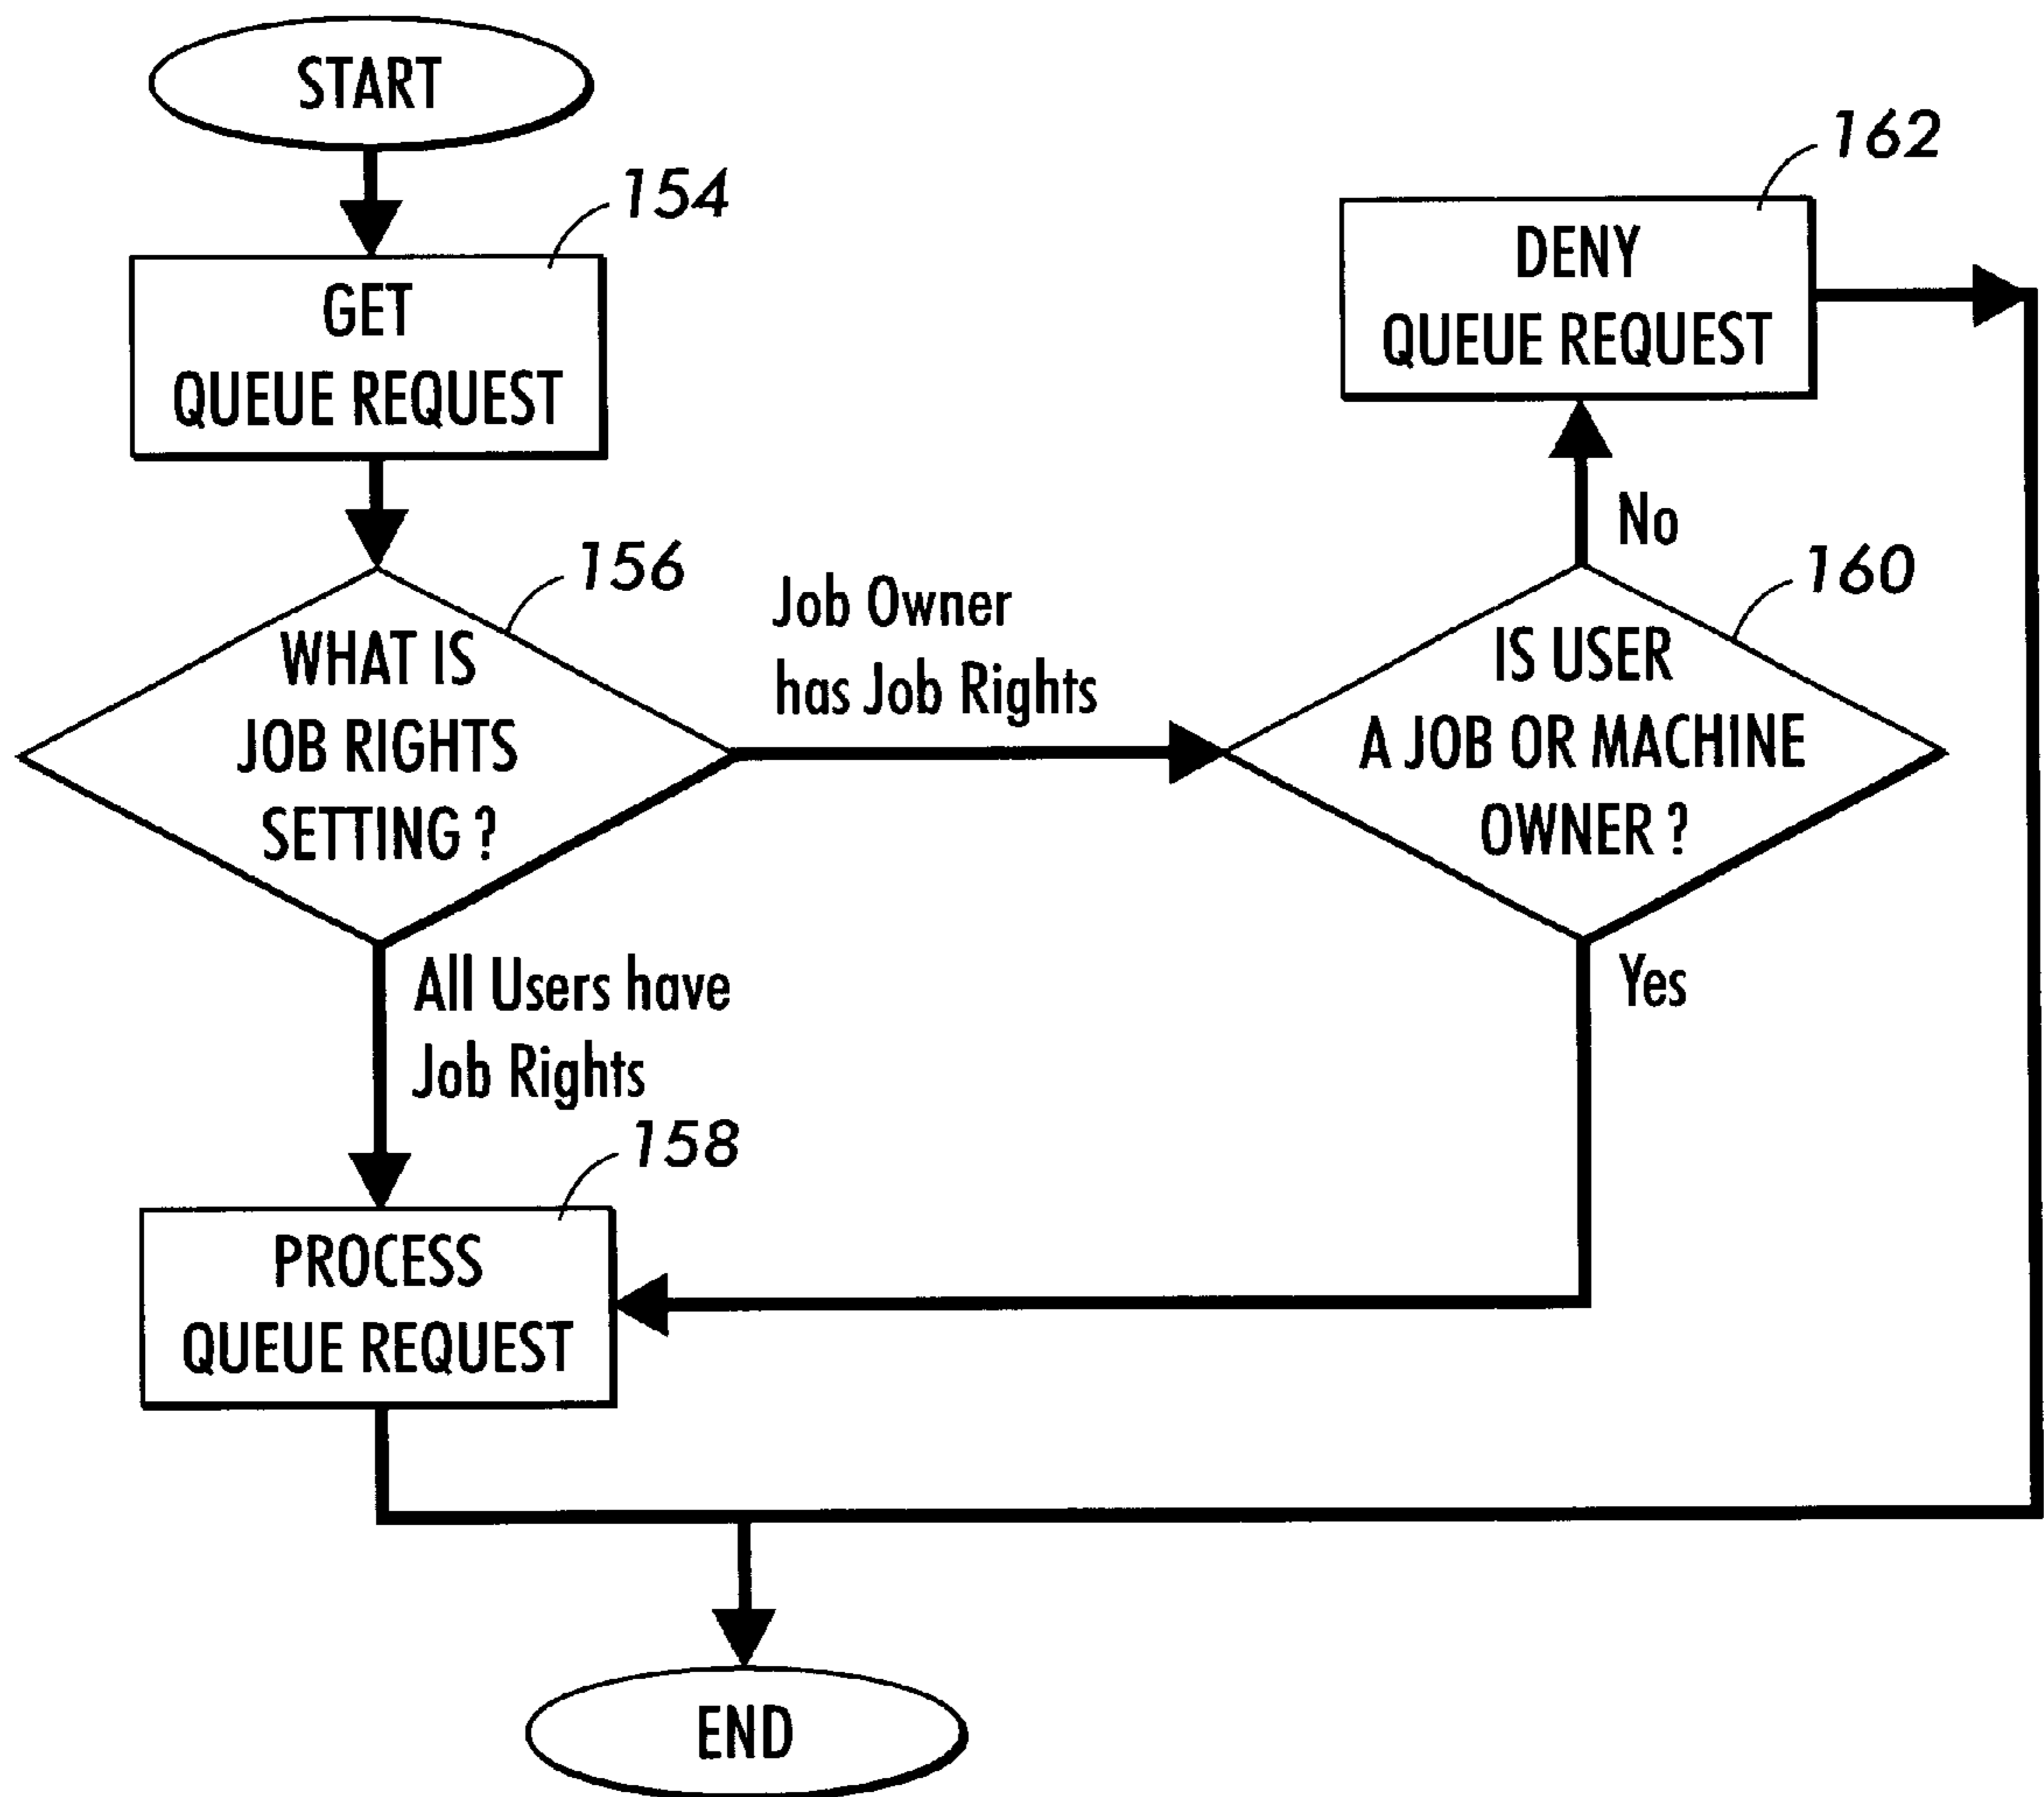 START
154
GET
QUEUE REQUEST
156
WHAT IS
JOB RIGHTS
SETTING ?
Job Owner
has Job Rights
All Users have
Job Rights
158
PROCESS
QUEUE REQUEST
162
DENY
QUEUE REQUEST
No
160
IS USER
A JOB OR MACHINE
OWNER ?
Yes
END